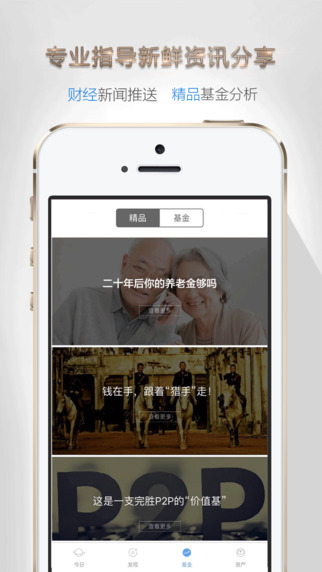 专业指导新鲜资讯分享
财经新闻推送 精品基金分析
精品 基金
二十年后你的养老金够吗
查看更多
钱在手，跟着“猎手”走！
查看更多
P2P
这是一支完胜P2P的“价值基”
查看更多
今日 发现 基金 资产